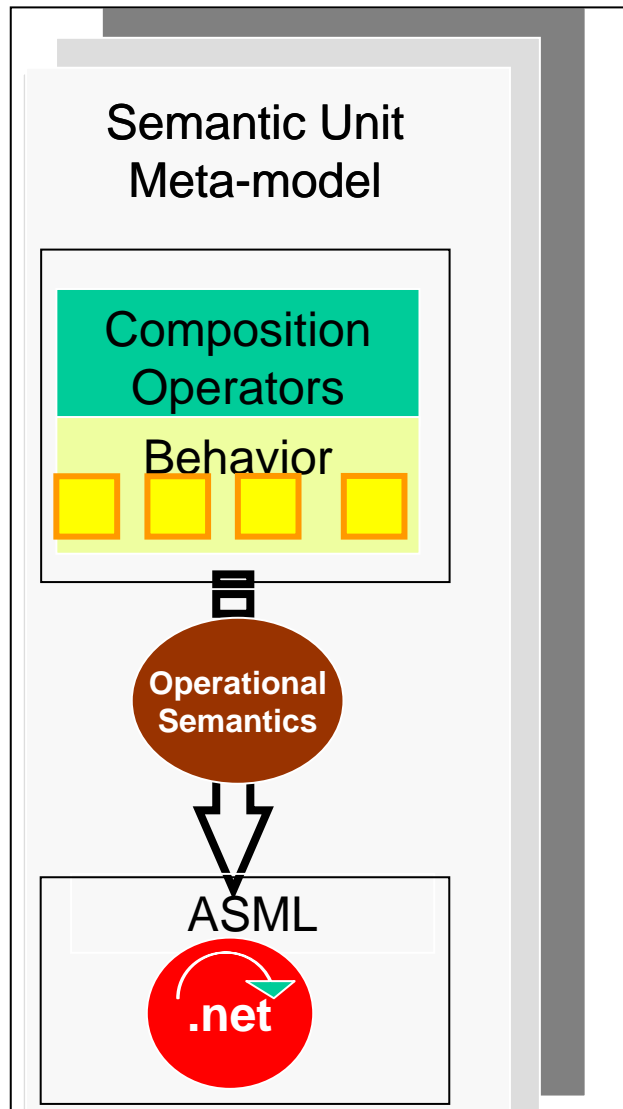 Semantic Unit
Meta-model
Composition
Operators
Behavior
Operational
Semantics
ASML
.net